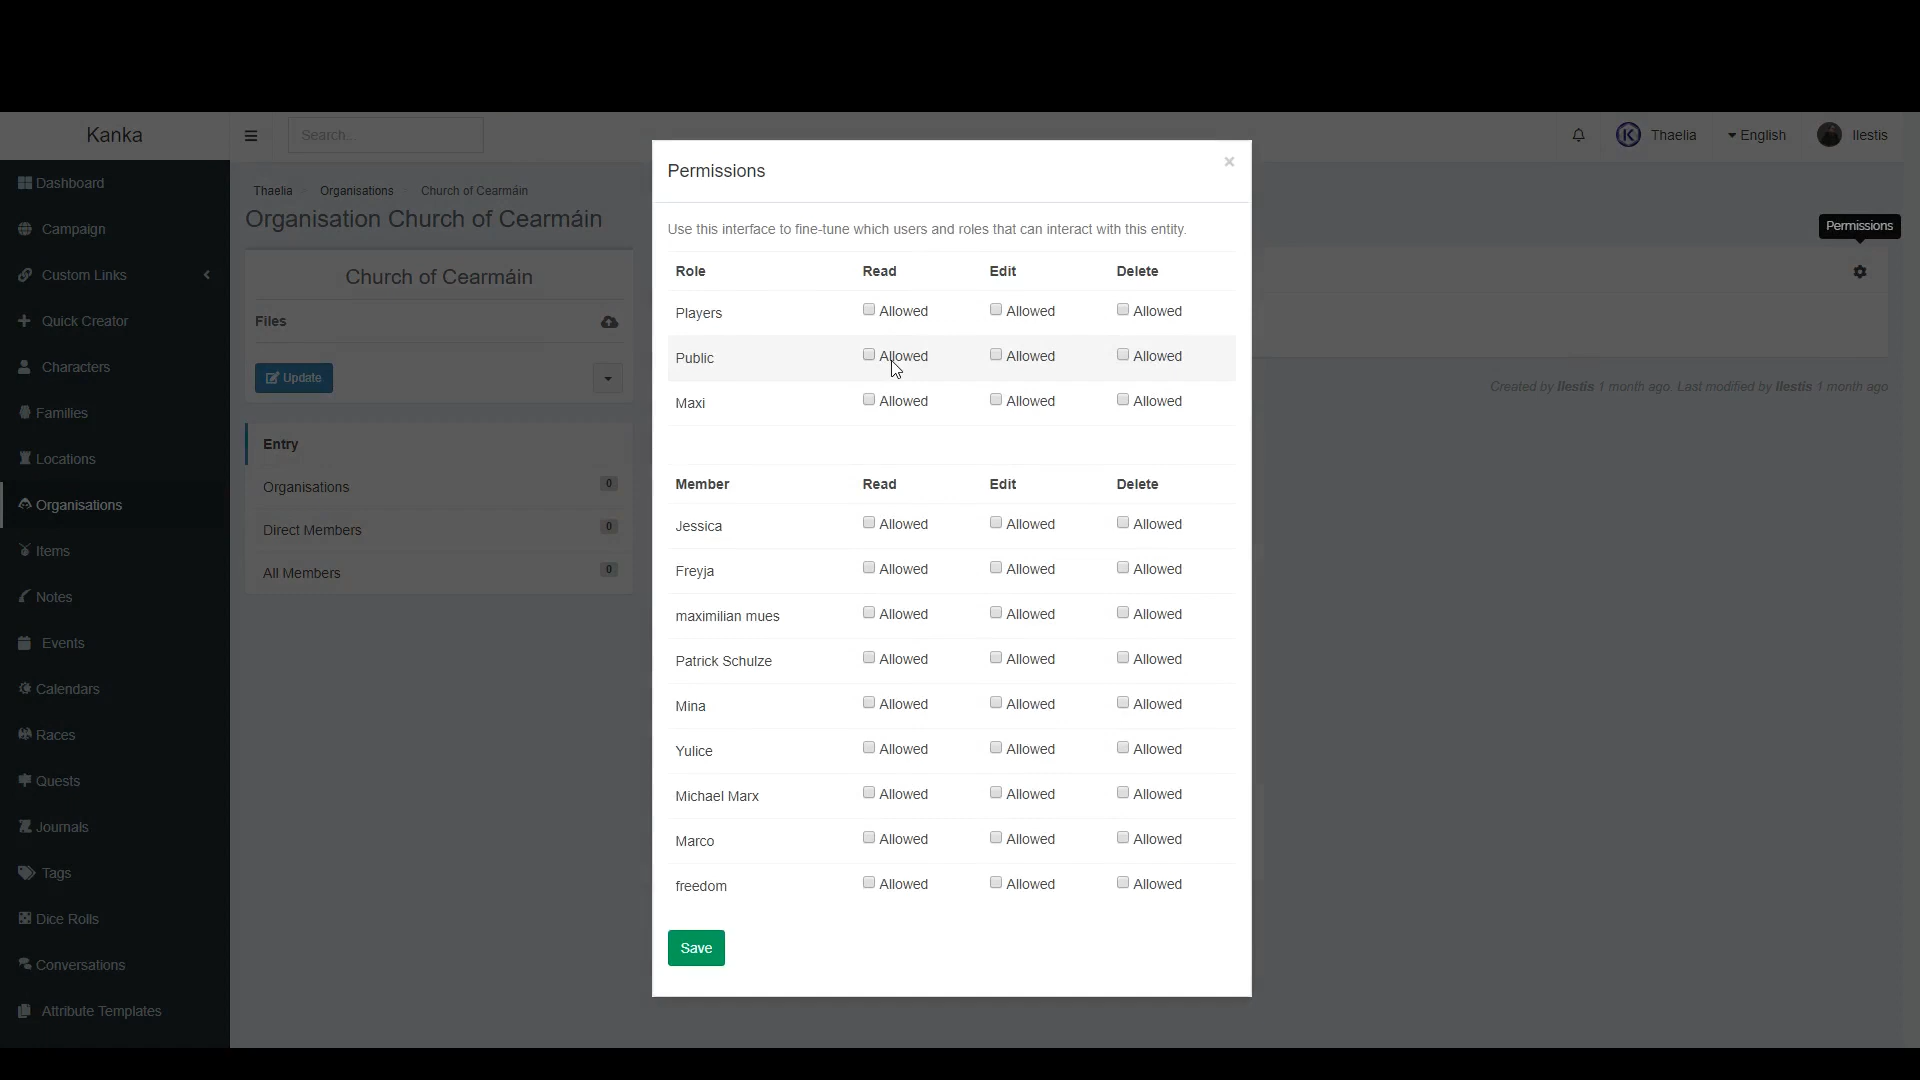 Kanka
Search...
Thaelia
English
Ilestis
Dashboard
Campaign
Custom Links
Quick Creator
Characters
Families
Locations
Organisations
Items
Notes
Events
Calendars
Races
Quests
Journals
Tags
Dice Rolls
Conversations
Attribute Templates
Thaelia Organisations Church of Cearmáin
Organisation Church of Cearmáin
Church of Cearmáin
Files
Update
Entry
Organisations 0
Direct Members 0
All Members 0
Permissions ×
Use this interface to fine-tune which users and roles that can interact with this entity.
Role Read Edit Delete
Players Allowed Allowed Allowed
Public Allowed Allowed Allowed
Maxi Allowed Allowed Allowed
Member Read Edit Delete
Jessica Allowed Allowed Allowed
Freyja Allowed Allowed Allowed
maximilian mues Allowed Allowed Allowed
Patrick Schulze Allowed Allowed Allowed
Mina Allowed Allowed Allowed
Yulice Allowed Allowed Allowed
Michael Marx Allowed Allowed Allowed
Marco Allowed Allowed Allowed
freedom Allowed Allowed Allowed
Save
Permissions
Created by Ilestis 1 month ago. Last modified by Ilestis 1 month ago